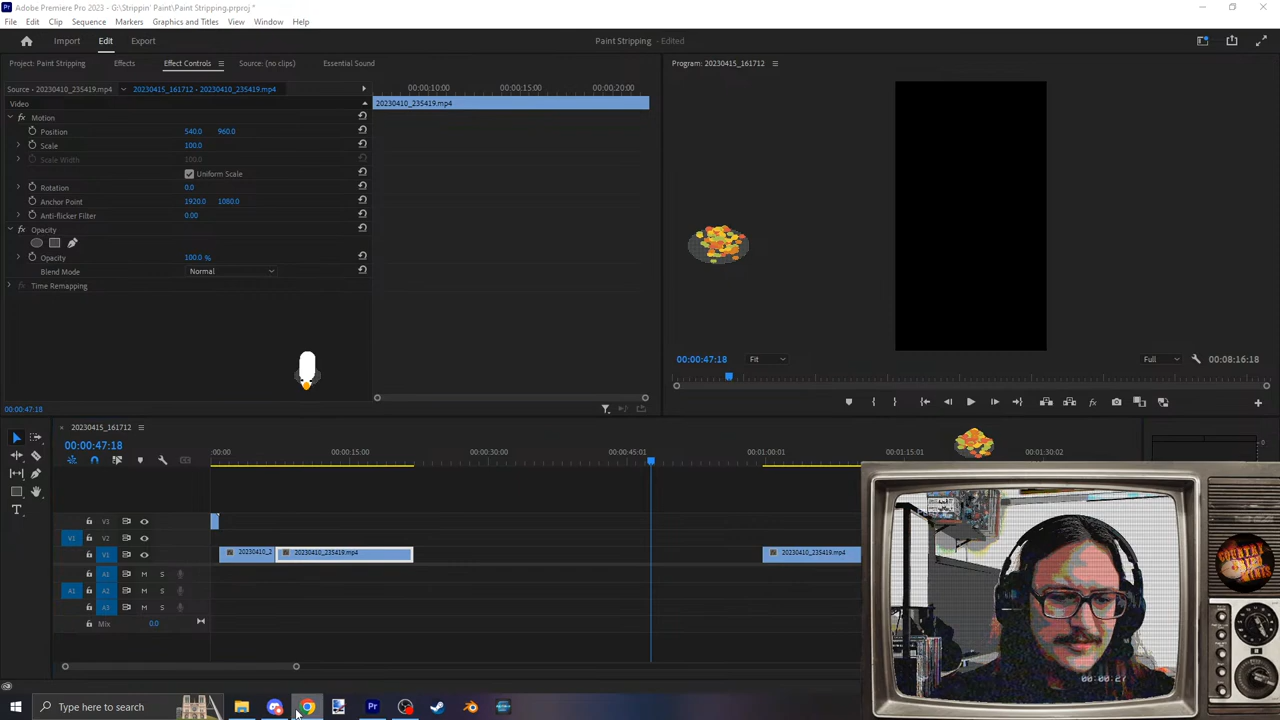 Adobe Premiere Pro 2023 - G:\Strippin' Paint\Paint Stripping.prproj *
File Edit Clip Sequence Markers Graphics and Titles View Window Help
Import Edit Export
Paint Stripping - Edited
Project: Paint Stripping Effects Effect Controls Source: (no clips) Essential Sound
Program: 20230415_161712
Source • 20230410_235419.mp4 20230415_161712 • 20230410_235419.mp4
00:00:10:00 00:00:15:00 00:00:20:00
Video
20230410_235419.mp4
fx Motion
Position 540.0 960.0
Scale 100.0
Scale Width 100.0
Uniform Scale
Rotation 0.0
Anchor Point 1920.0 1080.0
Anti-flicker Filter 0.00
fx Opacity
Opacity 100.0 %
Blend Mode Normal
fx Time Remapping
00:00:47:18
00:00:47:18 Fit Full 00:08:16:18
20230415_161712
00:00:47:18
:00:00 00:00:15:00 00:00:30:00 00:00:45:01 00:01:00:01 00:01:15:01 00:01:30:02
V3
V1 V2
V1 20230410_2 20230410_235419.mp4 20230410_235419.mp4
M S
A1 A2 M S
A3 M S
Mix 0.0
COUNTRY
00:00:27
Type here to search